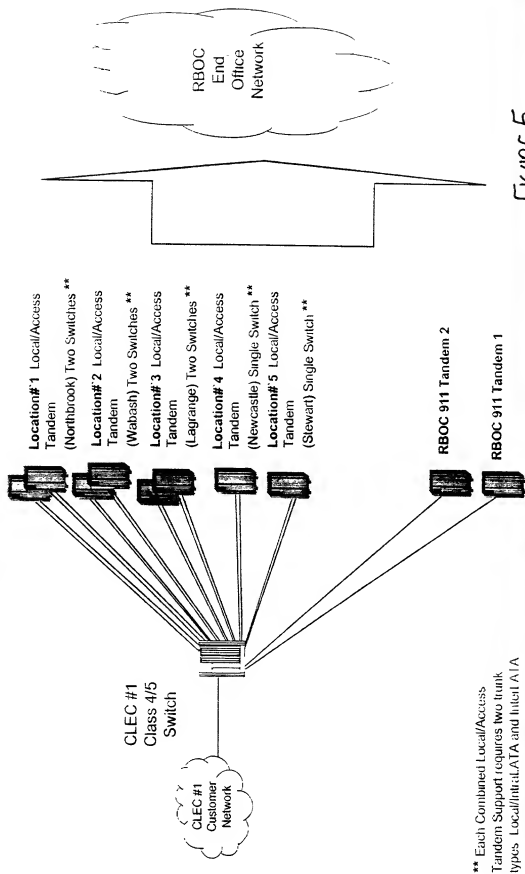 CLEC #1
Customer
Network
CLEC #1
Class 4/5
Switch
Location# 1 Local/Access
Tandem
(Northbrook) Two Switches **
Location# 2 Local/Access
Tandem
(Wabash) Two Switches **
Location# 3 Local/Access
Tandem
(Lagrange) Two Switches **
Location# 4 Local/Access
Tandem
(Newcastle) Single Switch **
Location# 5 Local/Access
Tandem
(Stewart) Single Switch **
RBOC 911 Tandem 2
RBOC 911 Tandem 1
RBOC
End
Office
Network
** Each Combined Local/Access
Tandem Support requires two trunk
types Local/IntraLATA and InterLATA